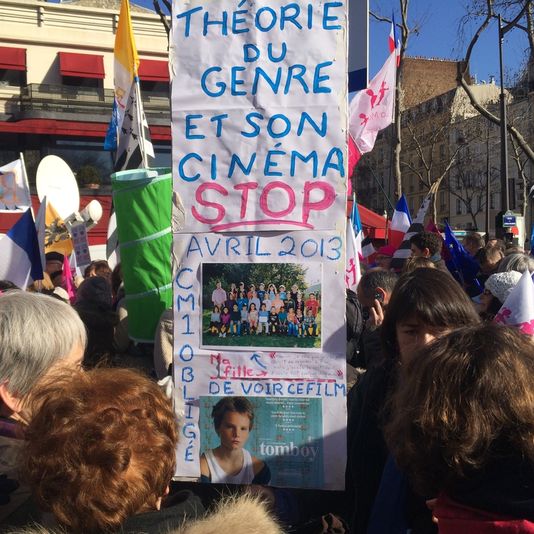 THÉORIE
DU
GENRE
ET SON
CINÉMA
STOP
AVRIL 2013
CM1 OBLIGÉ
Ma
fille
DE VOIR CE FILM
tomboy